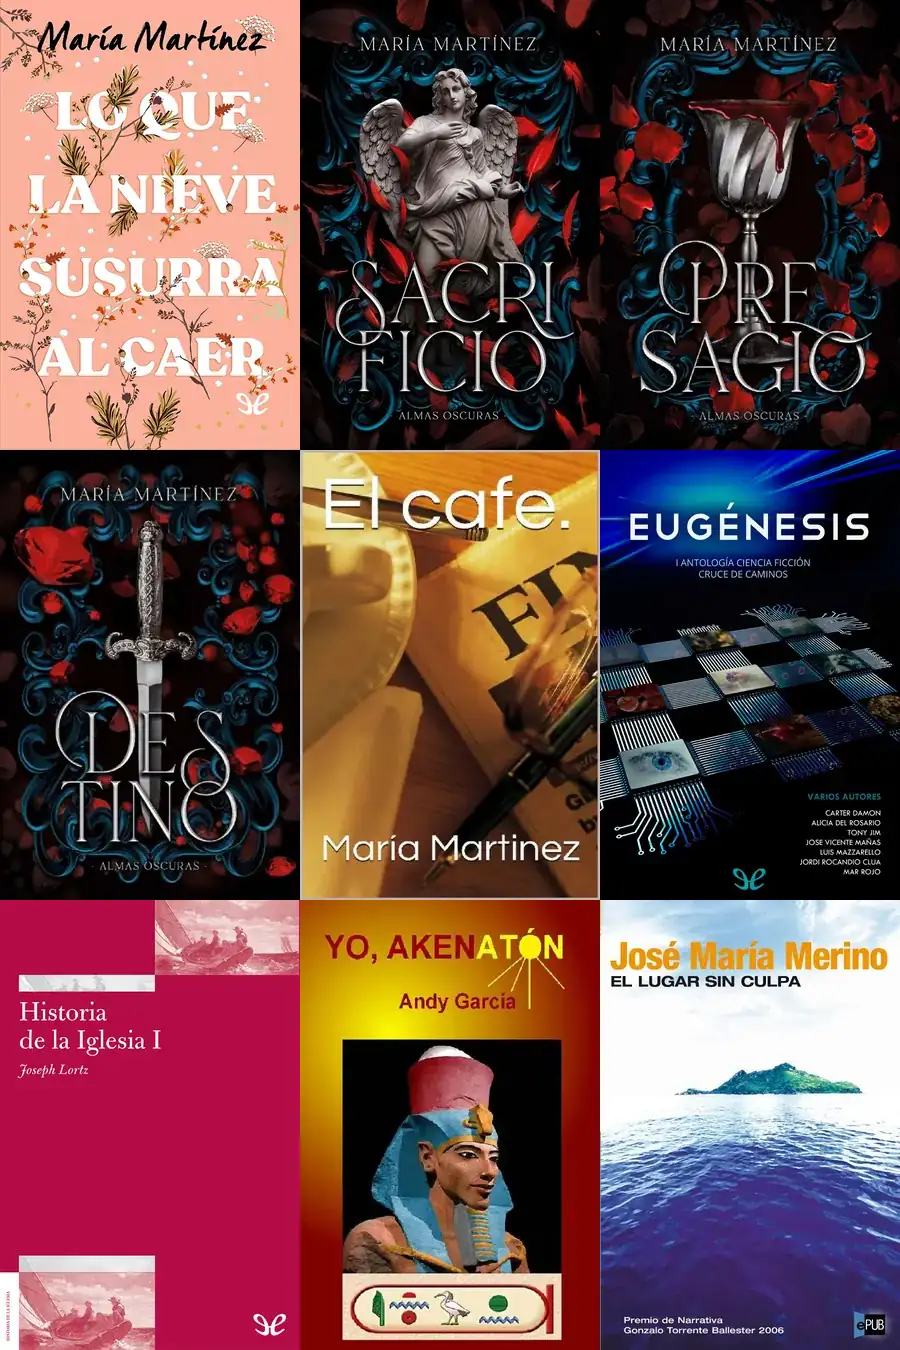 María Martínez
LO QUE
LA NIEVE
SUSURRA
AL CAER
MARÍA MARTÍNEZ
SACRI
FICIO
ALMAS OSCURAS
MARÍA MARTÍNEZ
PRE
SAGIO
ALMAS OSCURAS
MARÍA MARTÍNEZ
DES
TINO
ALMAS OSCURAS
El cafe.
María Martinez
EUGÉNESIS
I ANTOLOGÍA CIENCIA FICCIÓN
CRUCE DE CAMINOS
VARIOS AUTORES
CARTER DAMON
ALICIA DEL ROSARIO
TONY JIM
JOSE VICENTE MAÑAS
LUIS MAZZARELLO
JORDI ROCANDIO CLUA
MAR ROJO
Historia
de la Iglesia I
Joseph Lortz
HISTORIA DE LA IGLESIA
YO, AKENATÓN
Andy García
José María Merino
EL LUGAR SIN CULPA
Premio de Narrativa
Gonzalo Torrente Ballester 2006
ePUB